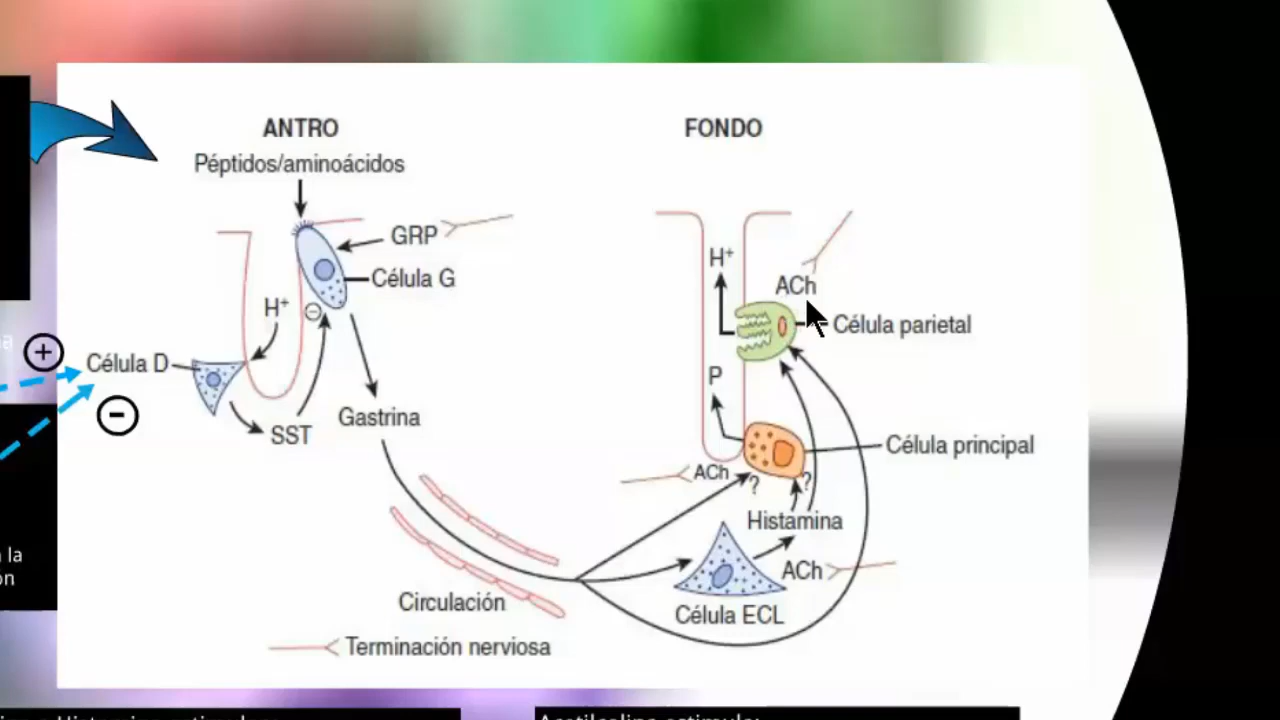 ANTRO
Péptidos/aminoácidos
GRP
Célula G
H+
Célula D
SST
Gastrina
Circulación
Terminación nerviosa
FONDO
H+
ACh
Célula parietal
P
Célula principal
ACh
?
?
Histamina
ACh
Célula ECL
+
-
la